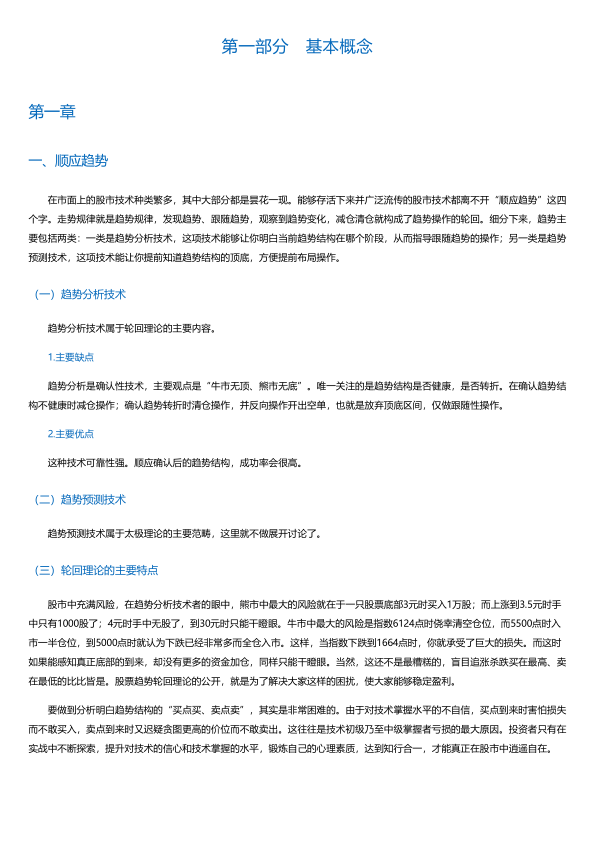 第一部分　基本概念
第一章
一、顺应趋势
在市面上的股市技术种类繁多，其中大部分都是昙花一现。能够存活下来并广泛流传的股市技术都离不开“顺应趋势”这四
个字。走势规律就是趋势规律，发现趋势、跟随趋势，观察到趋势变化，减仓清仓就构成了趋势操作的轮回。细分下来，趋势主
要包括两类：一类是趋势分析技术，这项技术能够让你明白当前趋势结构在哪个阶段，从而指导跟随趋势的操作；另一类是趋势
预测技术，这项技术能让你提前知道趋势结构的顶底，方便提前布局操作。
（一）趋势分析技术
趋势分析技术属于轮回理论的主要内容。
1.主要缺点
趋势分析是确认性技术，主要观点是“牛市无顶、熊市无底”。唯一关注的是趋势结构是否健康，是否转折。在确认趋势结
构不健康时减仓操作；确认趋势转折时清仓操作，并反向操作开出空单，也就是放弃顶底区间，仅做跟随性操作。
2.主要优点
这种技术可靠性强。顺应确认后的趋势结构，成功率会很高。
（二）趋势预测技术
趋势预测技术属于太极理论的主要范畴，这里就不做展开讨论了。
（三）轮回理论的主要特点
股市中充满风险，在趋势分析技术者的眼中，熊市中最大的风险就在于一只股票底部3元时买入1万股；而上涨到3.5元时手
中只有1000股了；4元时手中无股了，到30元时只能干瞪眼。牛市中最大的风险是指数6124点时侥幸清空仓位，而5500点时入
市一半仓位，到5000点时就认为下跌已经非常多而全仓入市。这样，当指数下跌到1664点时，你就承受了巨大的损失。而这时
如果能感知真正底部的到来，却没有更多的资金加仓，同样只能干瞪眼。当然，这还不是最糟糕的，盲目追涨杀跌买在最高、卖
在最低的比比皆是。股票趋势轮回理论的公开，就是为了解决大家这样的困扰，使大家能够稳定盈利。
要做到分析明白趋势结构的“买点买、卖点卖”，其实是非常困难的。由于对技术掌握水平的不自信，买点到来时害怕损失
而不敢买入，卖点到来时又迟疑贪图更高的价位而不敢卖出。这往往是技术初级乃至中级掌握者亏损的最大原因。投资者只有在
实战中不断探索，提升对技术的信心和技术掌握的水平，锻炼自己的心理素质，达到知行合一，才能真正在股市中逍遥自在。